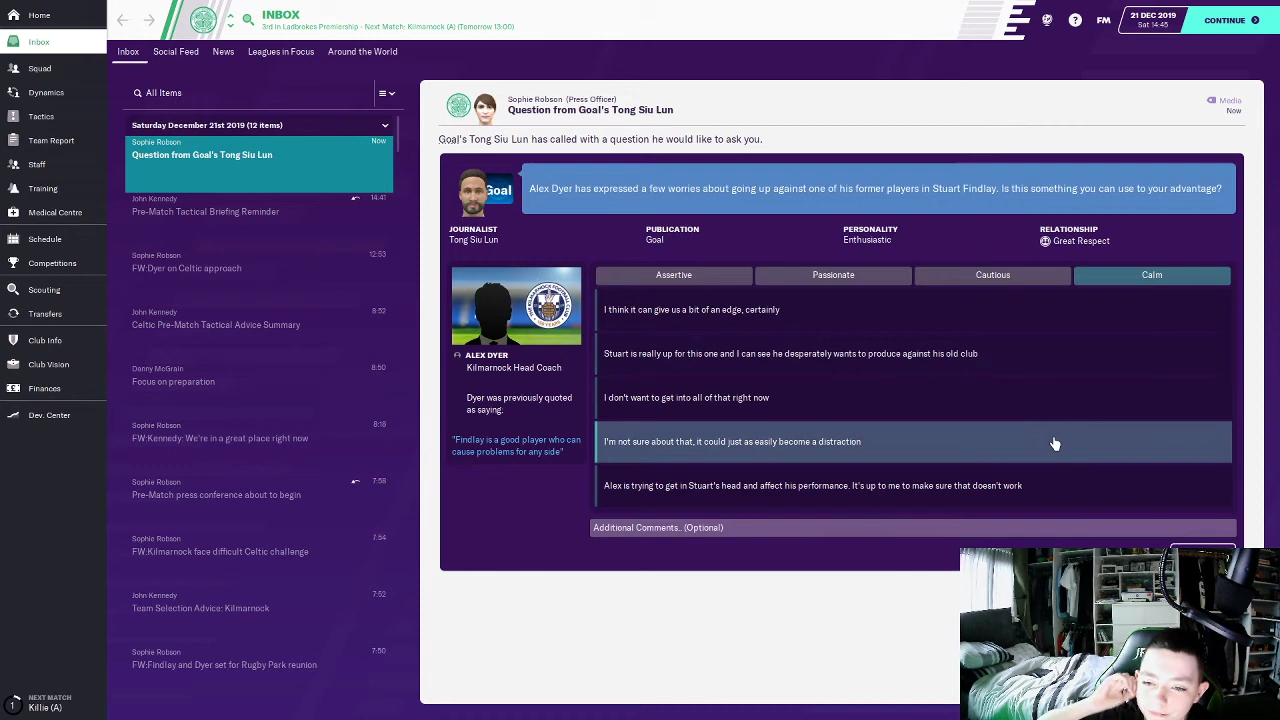 INBOX
3rd in Ladbrokes Premiership - Next Match: Kilmarnock (A) (Tomorrow 13:00)
?
FM
21 DEC 2019
Sat 14:45
CONTINUE
Inbox
Squad
Dynamics
Tactics
Team Report
Staff
Training
Medical Centre
Schedule
Competitions
Scouting
Transfers
Club Info
Club Vision
Finances
Dev. Center
1
NEXT MATCH
Killie (A)
Inbox
Social Feed
News
Leagues in Focus
Around the World
All Items
Saturday December 21st 2019 (12 items)
Sophie Robson
Now
Question from Goal's Tong Siu Lun
John Kennedy
14:41
Pre-Match Tactical Briefing Reminder
Sophie Robson
12:53
FW:Dyer on Celtic approach
John Kennedy
8:52
Celtic Pre-Match Tactical Advice Summary
Danny McGrain
8:50
Focus on preparation
Sophie Robson
8:18
FW:Kennedy: We're in a great place right now
Sophie Robson
7:58
Pre-Match press conference about to begin
Sophie Robson
7:54
FW:Kilmarnock face difficult Celtic challenge
John Kennedy
7:52
Team Selection Advice: Kilmarnock
Sophie Robson
7:50
FW:Findlay and Dyer set for Rugby Park reunion
Sophie Robson (Press Officer)
Question from Goal's Tong Siu Lun
Media
Now
Goal's Tong Siu Lun has called with a question he would like to ask you.
Goal
Alex Dyer has expressed a few worries about going up against one of his former players in Stuart Findlay. Is this something you can use to your advantage?
JOURNALIST
Tong Siu Lun
PUBLICATION
Goal
PERSONALITY
Enthusiastic
RELATIONSHIP
Great Respect
ALEX DYER
Kilmarnock Head Coach
Dyer was previously quoted
as saying:
"Findlay is a good player who can
cause problems for any side"
Assertive
Passionate
Cautious
Calm
I think it can give us a bit of an edge, certainly
Stuart is really up for this one and I can see he desperately wants to produce against his old club
I don't want to get into all of that right now
I'm not sure about that, it could just as easily become a distraction
Alex is trying to get in Stuart's head and affect his performance. It's up to me to make sure that doesn't work
Additional Comments.. (Optional)